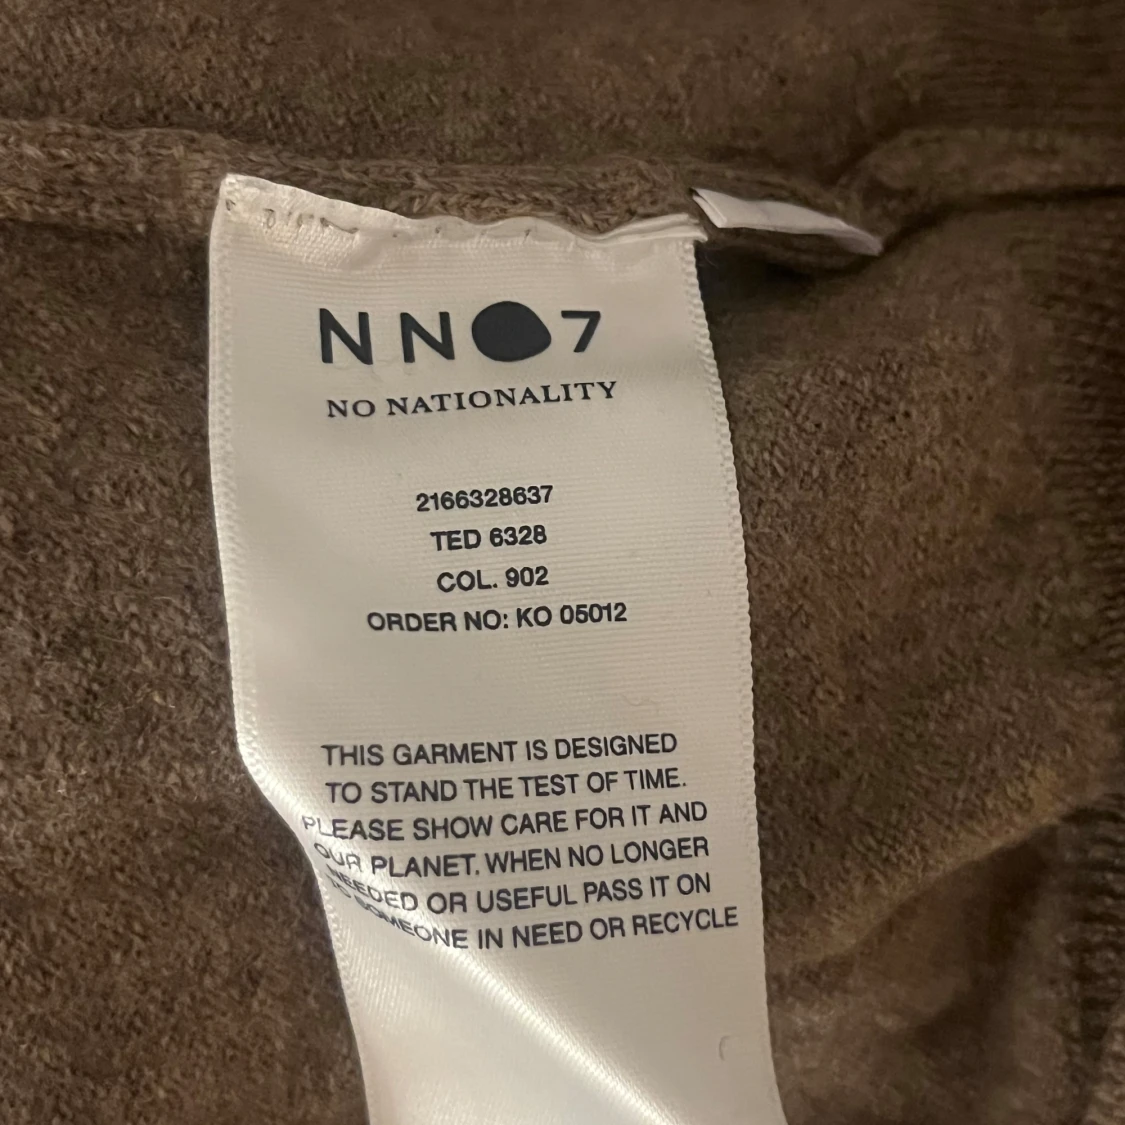 NN07
NO NATIONALITY
2166328637
TED 6328
COL. 902
ORDER NO: KO 05012
THIS GARMENT IS DESIGNED
TO STAND THE TEST OF TIME.
PLEASE SHOW CARE FOR IT AND
OUR PLANET. WHEN NO LONGER
NEEDED OR USEFUL PASS IT ON
TO SOMEONE IN NEED OR RECYCLE